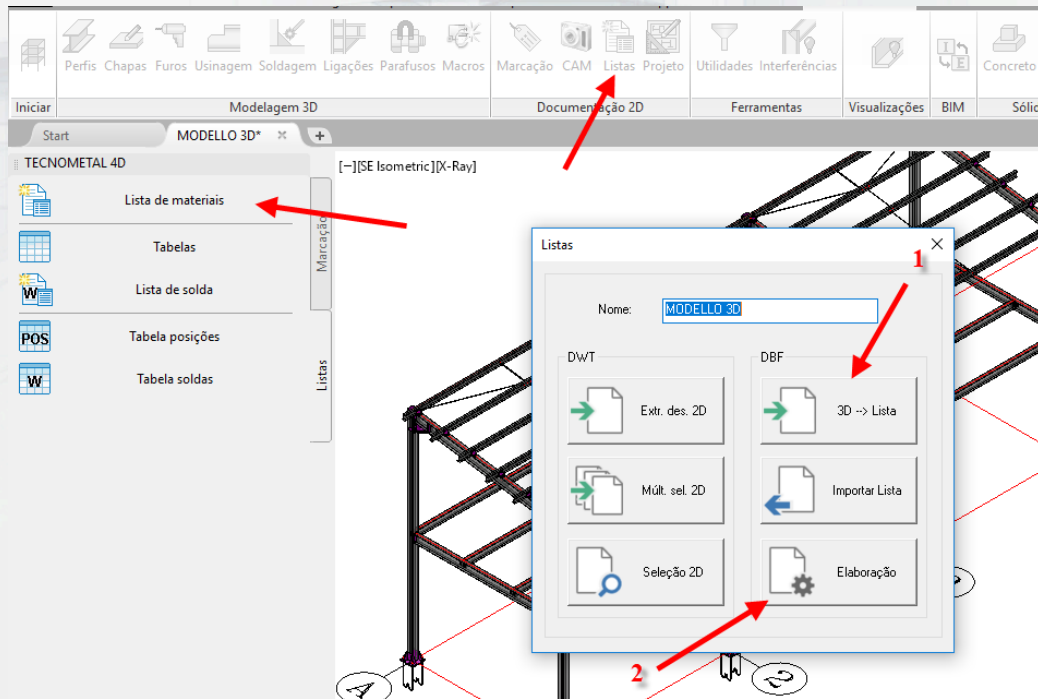 Perfis Chapas Furos Usinagem Soldagem Ligações Parafusos Macros Marcação CAM Listas Projeto Utilidades Interferências Concreto
Iniciar Modelagem 3D Documentação 2D Ferramentas Visualizações BIM Sólid
Start MODELLO 3D* × +
TECNOMETAL 4D
[−][SE Isometric][X-Ray]
Lista de materiais
Marcação
Tabelas
W Lista de solda
POS Tabela posições
W Tabela soldas
Listas
Listas
1
Nome: MODELLO 3D
DWT DBF
Extr. des. 2D 3D --> Lista
Múlt. sel. 2D Importar Lista
Seleção 2D Elaboração
2
A
2